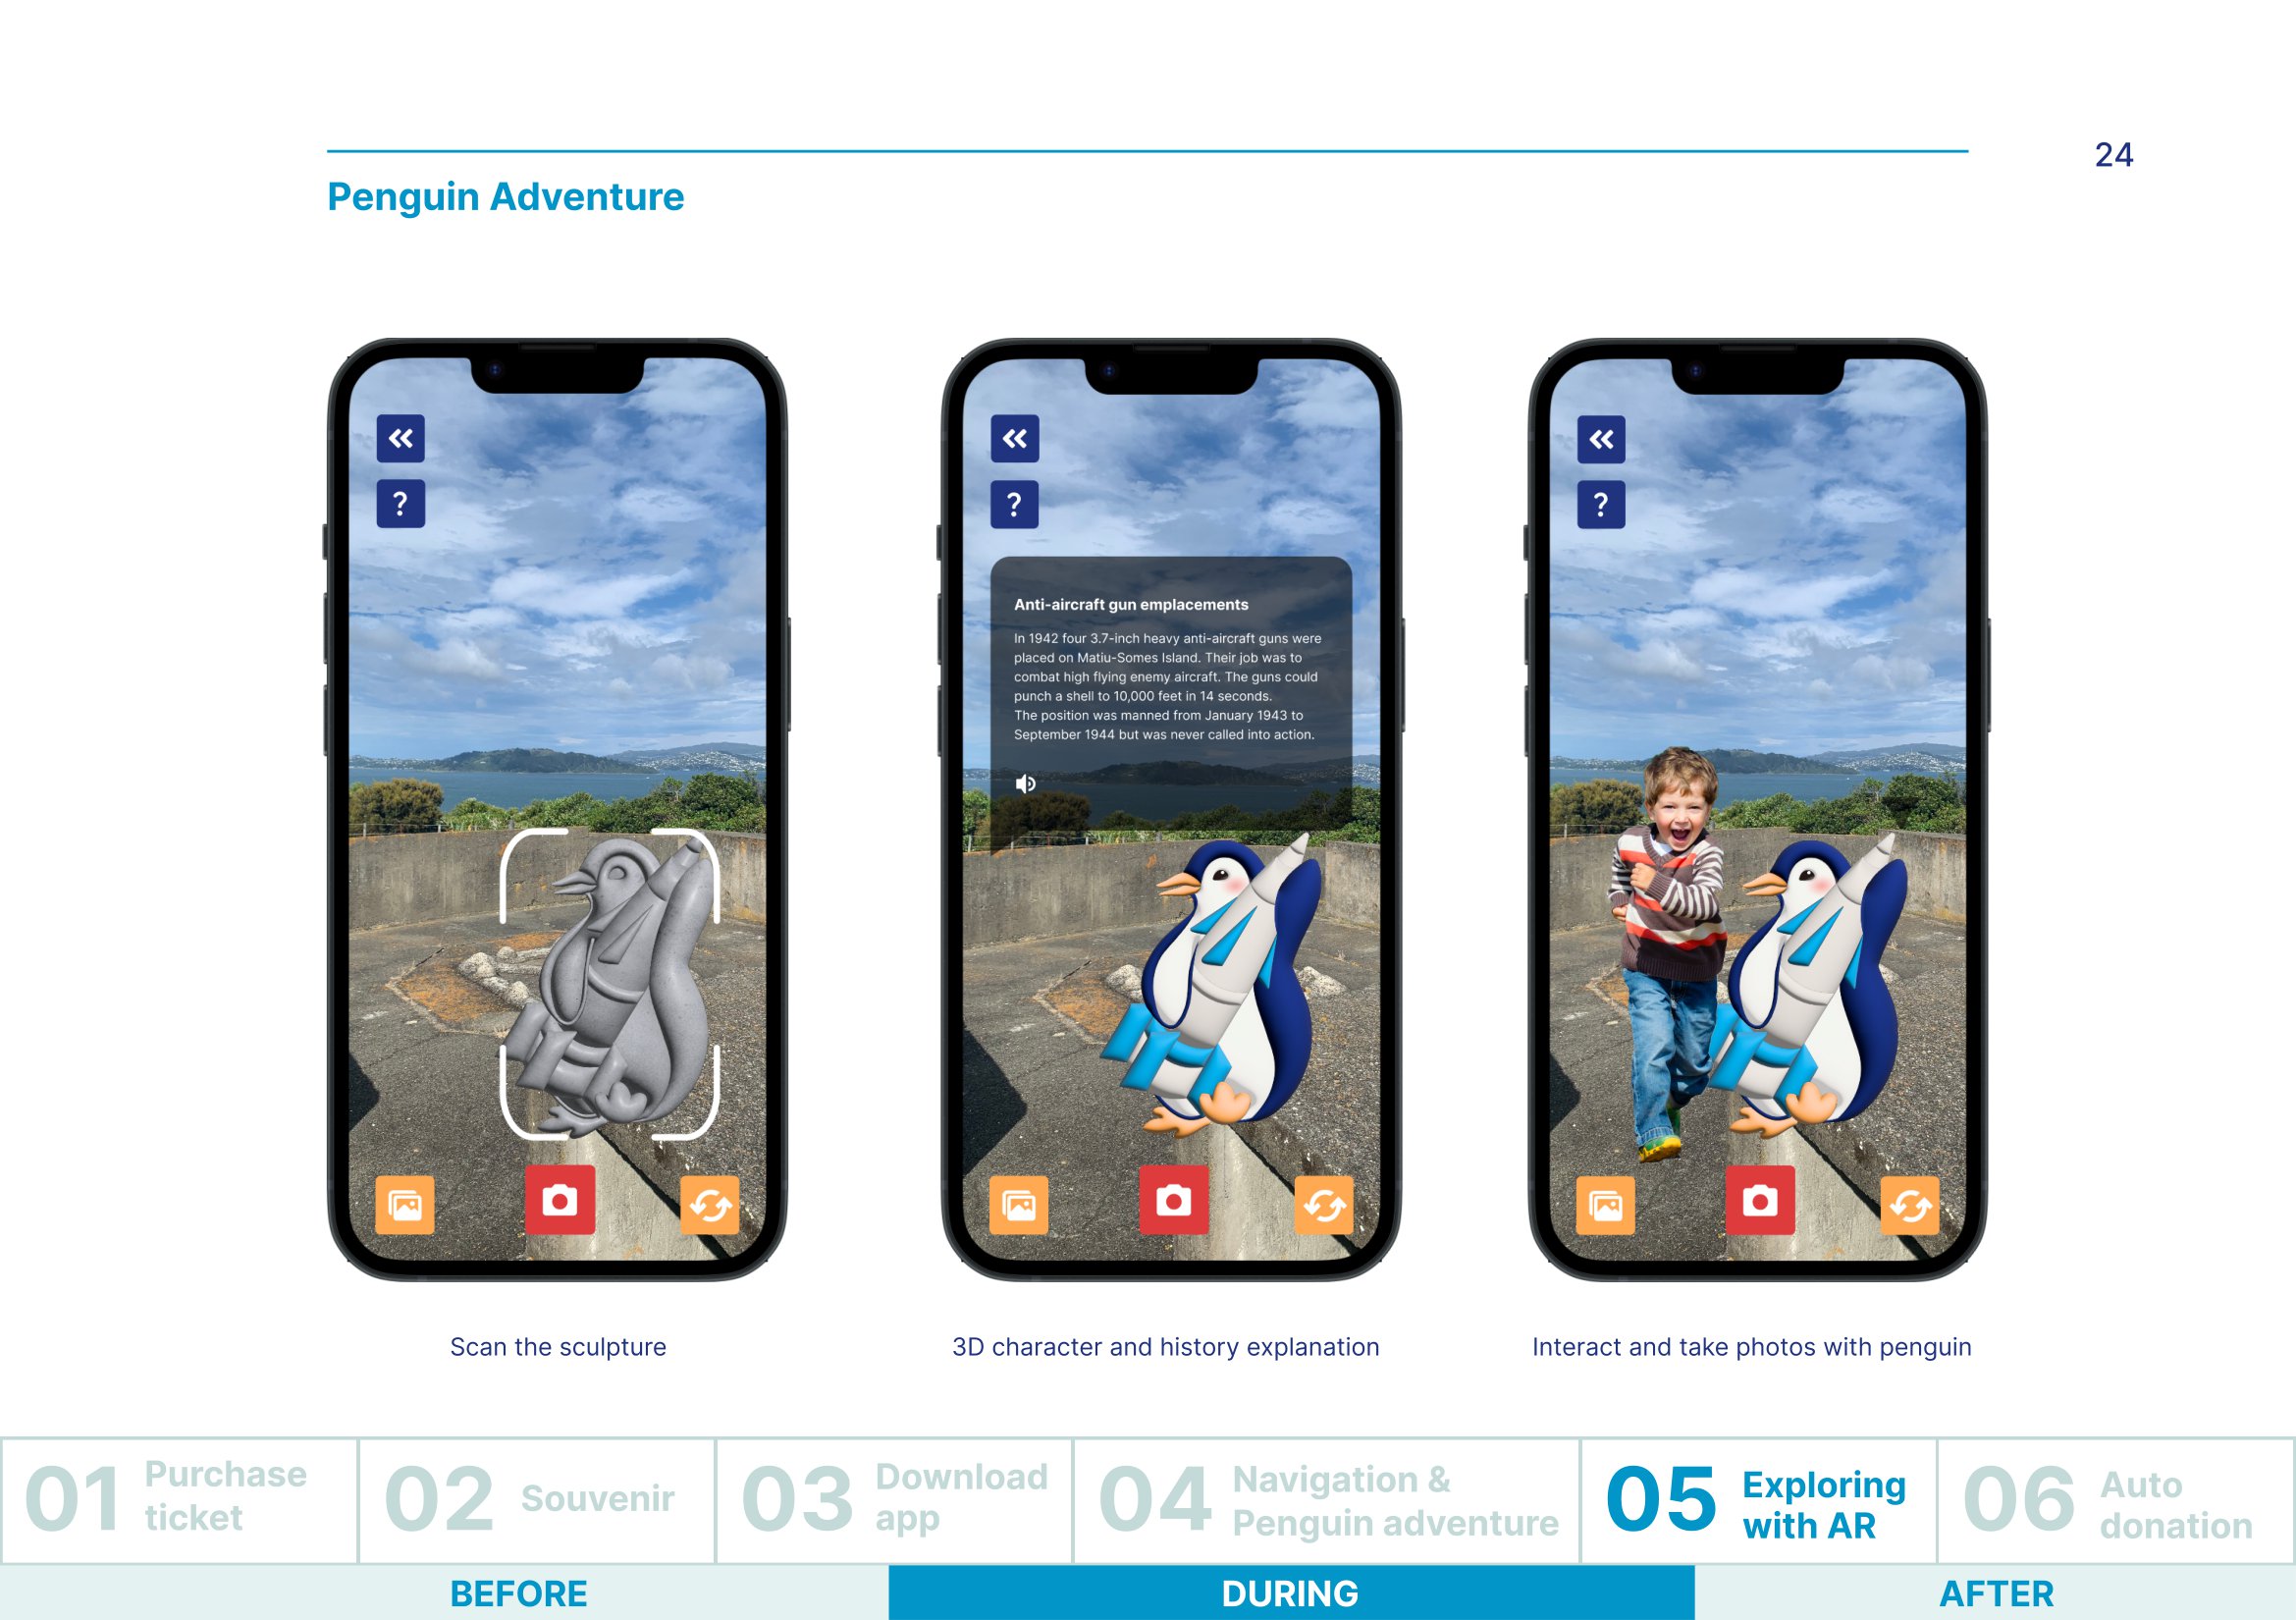 24
Penguin Adventure
?
?
?
Anti-aircraft gun emplacements
In 1942 four 3.7-inch heavy anti-aircraft guns were
placed on Matiu-Somes Island. Their job was to
combat high flying enemy aircraft. The guns could
punch a shell to 10,000 feet in 14 seconds.
The position was manned from January 1943 to
September 1944 but was never called into action.
Scan the sculpture
3D character and history explanation
Interact and take photos with penguin
01 Purchase
ticket
02 Souvenir
03 Download
app
04 Navigation &
Penguin adventure
05 Exploring
with AR
06 Auto
donation
BEFORE
DURING
AFTER